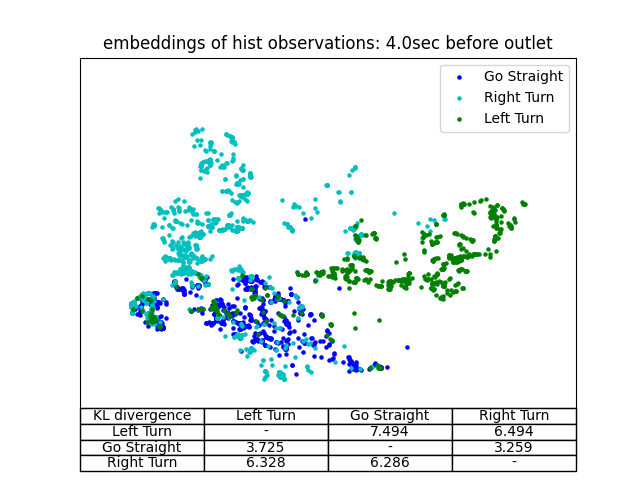 embeddings of hist observations: 4.0sec before outlet
Go Straight
Right Turn
Left Turn
KL divergence Left Turn Go Straight Right Turn
Left Turn - 7.494 6.494
Go Straight 3.725 - 3.259
Right Turn 6.328 6.286 -